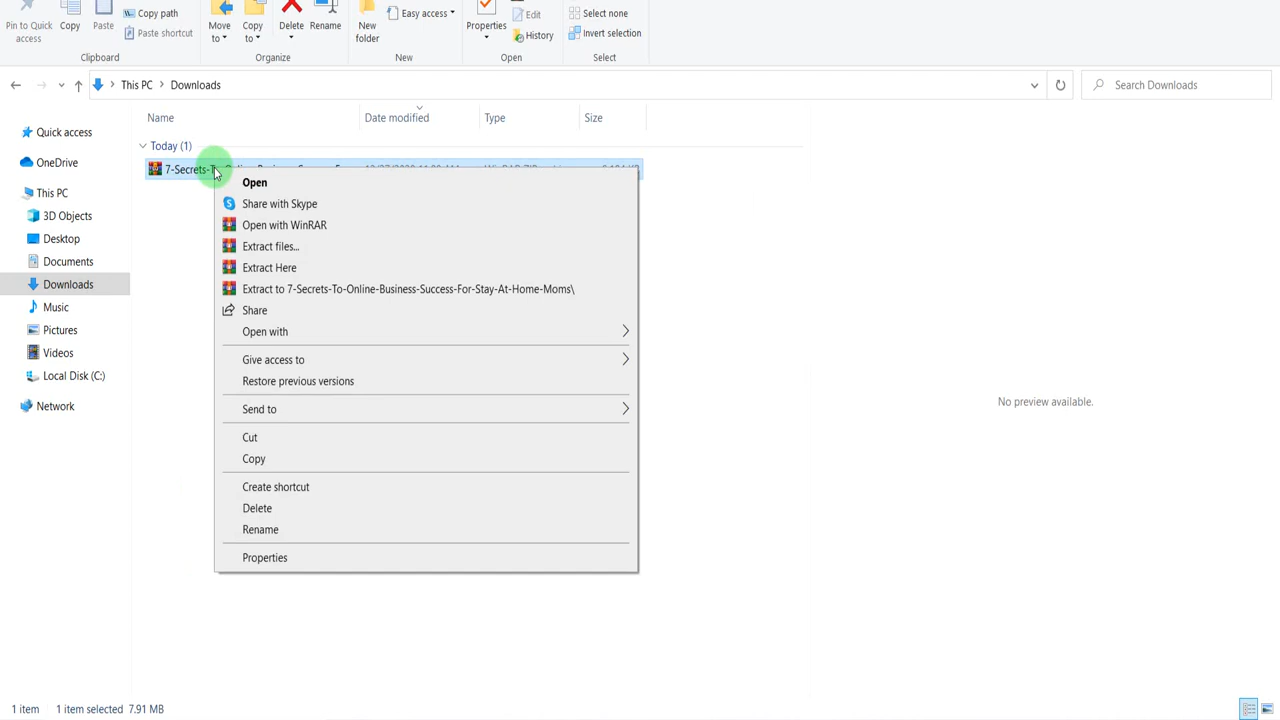 Pin to Quick access
Copy
Paste
Copy path
Paste shortcut
Move to
Copy to
Delete
Rename
New folder
Easy access
Properties
Edit
History
Select none
Invert selection
Clipboard
Organize
New
Open
Select
This PC
Downloads
Search Downloads
Name
Date modified
Type
Size
Quick access
OneDrive
This PC
3D Objects
Desktop
Documents
Downloads
Music
Pictures
Videos
Local Disk (C:)
Network
Today (1)
7-Secrets-T
Open
Share with Skype
Open with WinRAR
Extract files...
Extract Here
Extract to 7-Secrets-To-Online-Business-Success-For-Stay-At-Home-Moms\
Share
Open with
Give access to
Restore previous versions
Send to
Cut
Copy
Create shortcut
Delete
Rename
Properties
No preview available.
1 item
1 item selected 7.91 MB